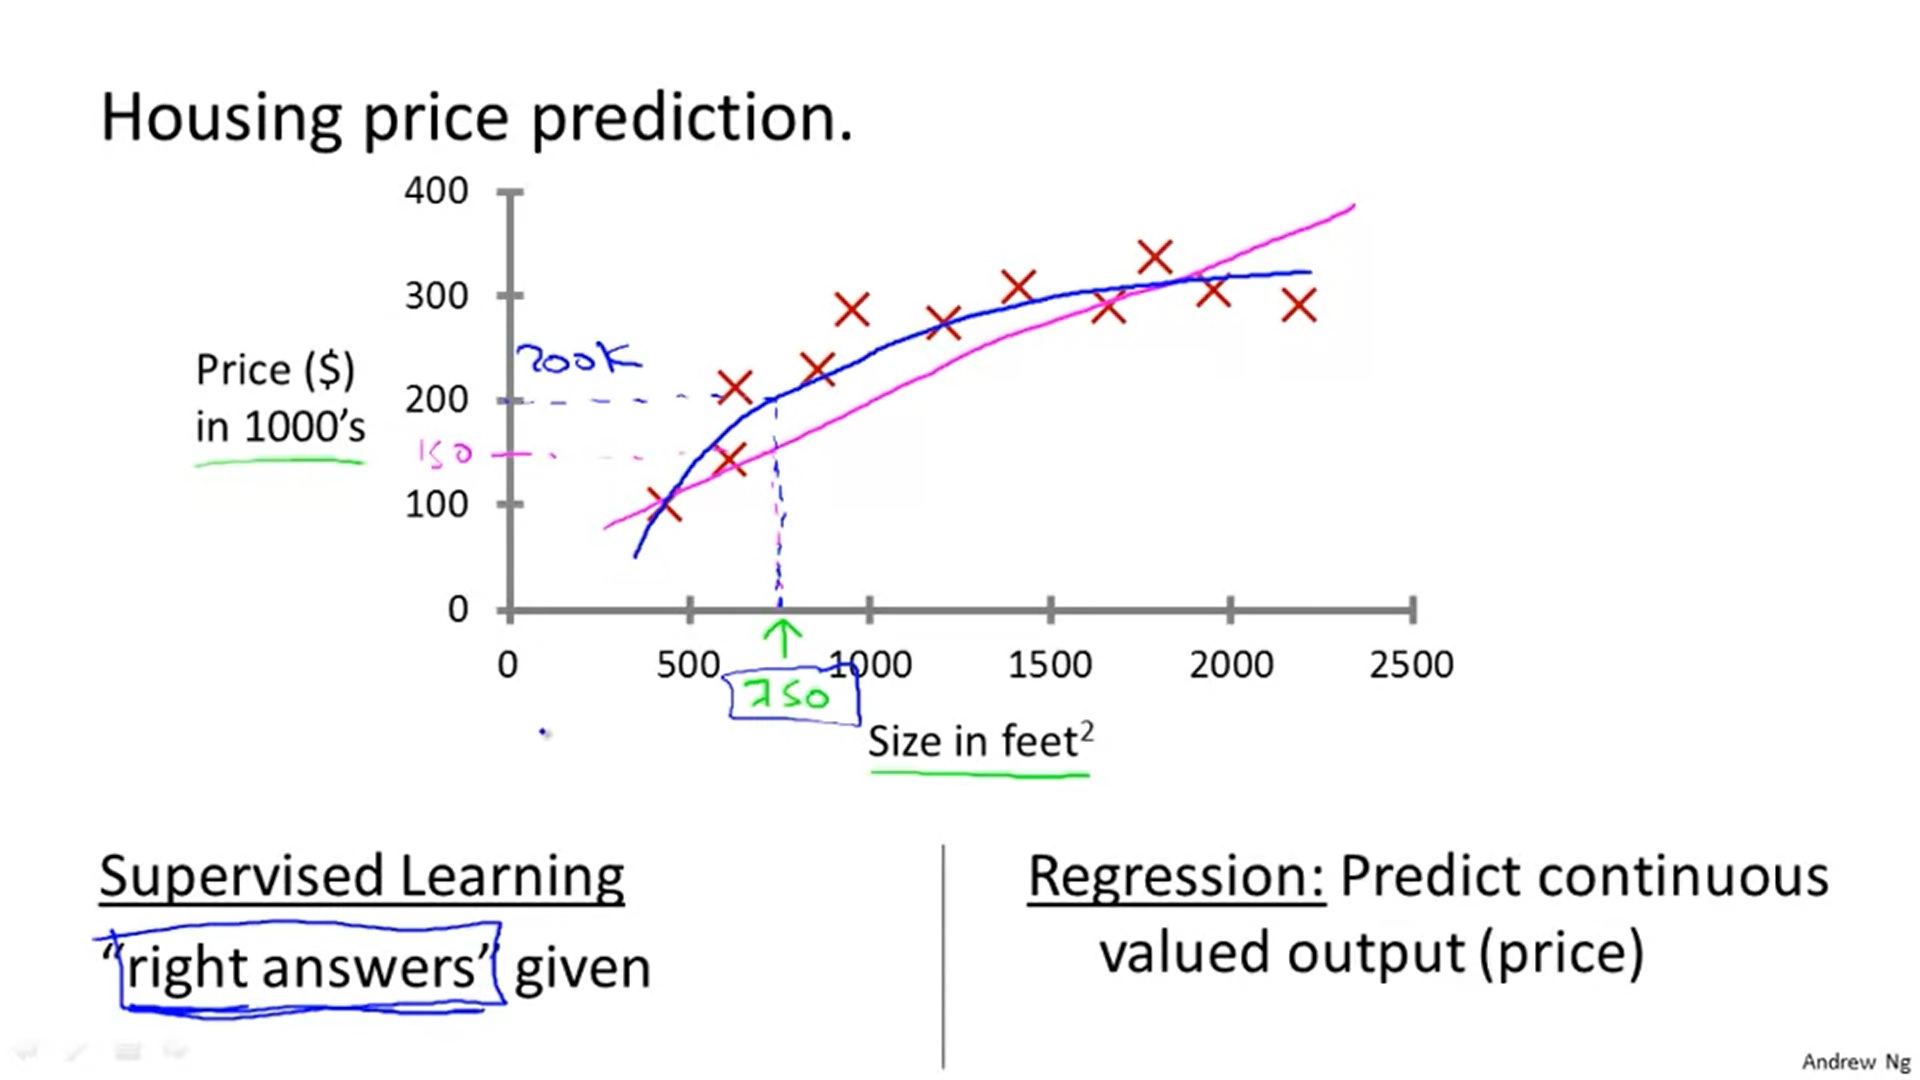 Housing price prediction.
400
300
200K
Price ($)
200
in 1000's
150
100
0
0 500 1000 1500 2000 2500
750
Size in feet²
Supervised Learning
"right answers" given
Regression: Predict continuous
valued output (price)
Andrew Ng